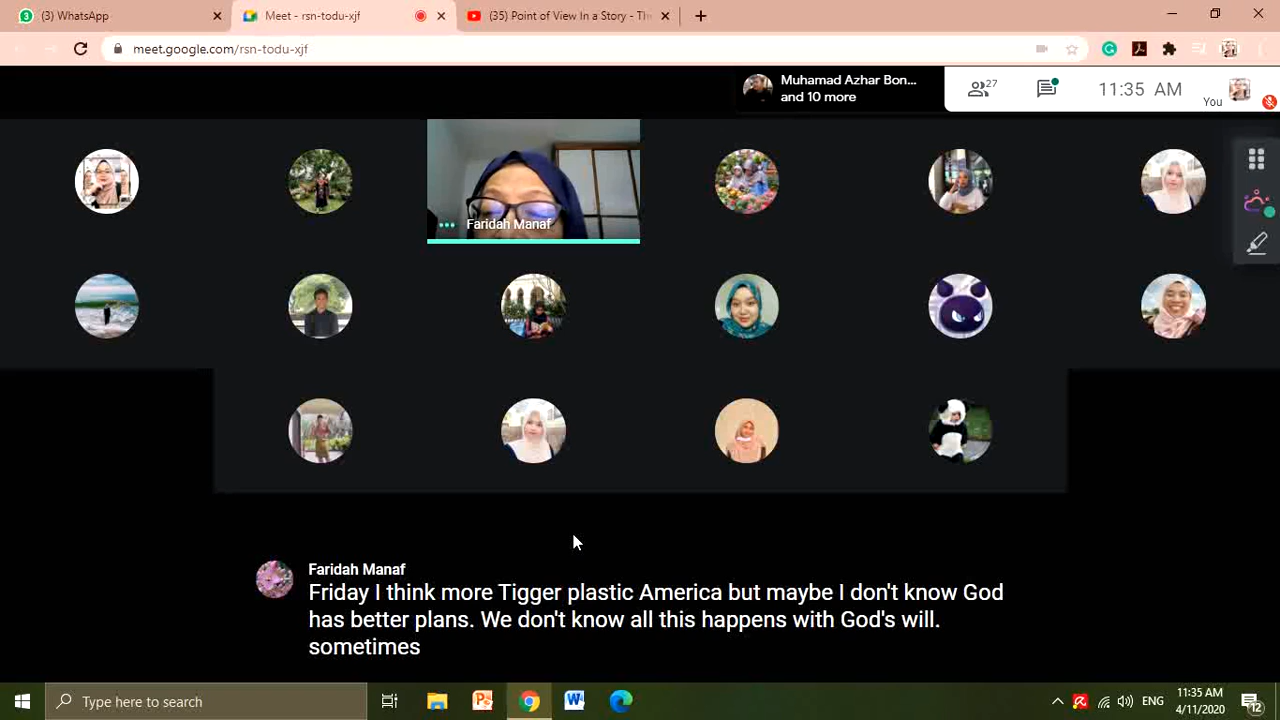 (3) WhatsApp
Meet - rsn-todu-xjf
(35) Point of View In a Story - Th
meet.google.com/rsn-todu-xjf
Muhamad Azhar Bon...
and 10 more
27
11:35 AM
You
Faridah Manaf
Faridah Manaf
Friday I think more Tigger plastic America but maybe I don't know God
has better plans. We don't know all this happens with God's will.
sometimes
Type here to search
ENG
11:35 AM
4/11/2020
12